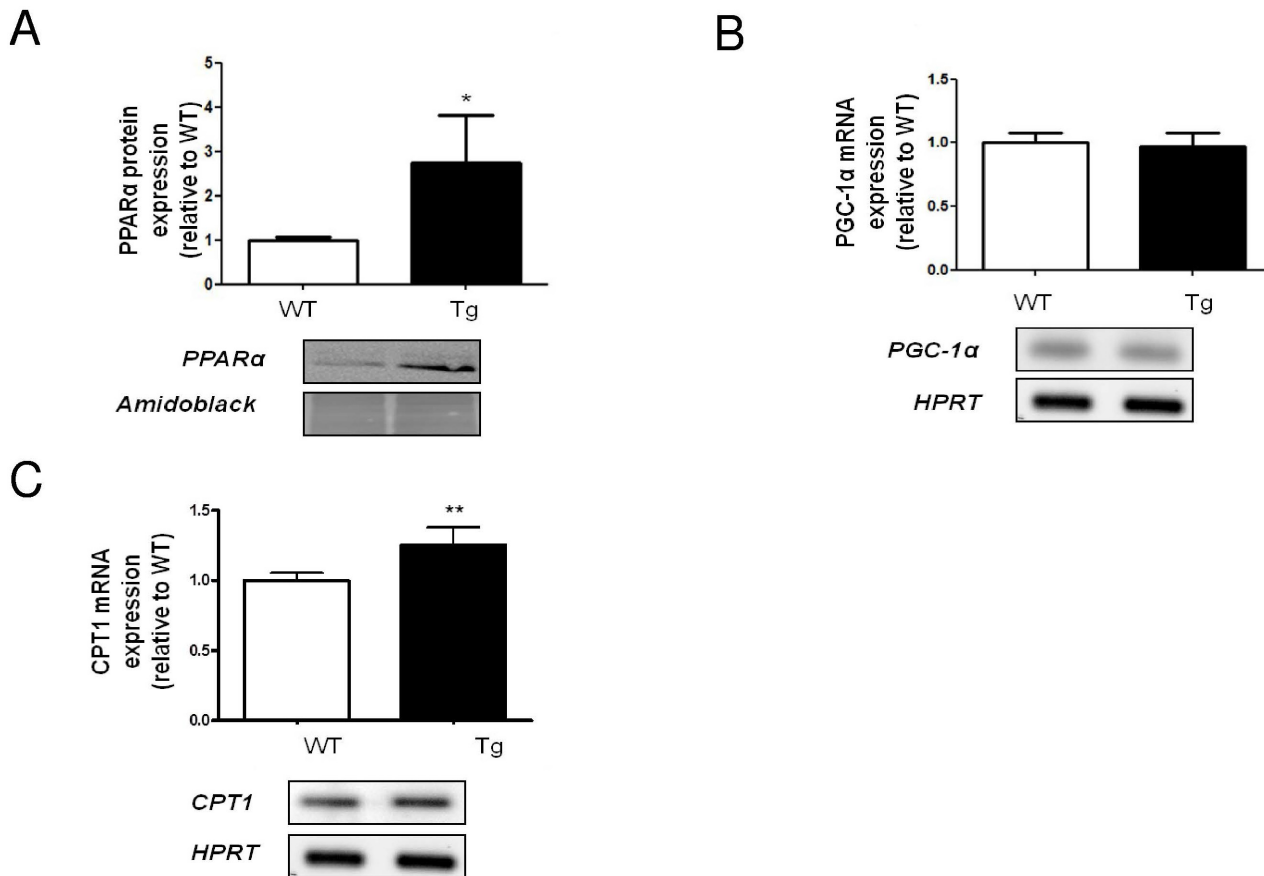 A
PPARα protein
expression
(relative to WT)
5
4
3
2
1
0
*
WT Tg
PPARα
Amidoblack
B
PGC-1α mRNA
expression
(relative to WT)
1.5
1.0
0.5
0.0
WT Tg
PGC-1α
HPRT
C
CPT1 mRNA
expression
(relative to WT)
1.5
1.0
0.5
0.0
**
WT Tg
CPT1
HPRT